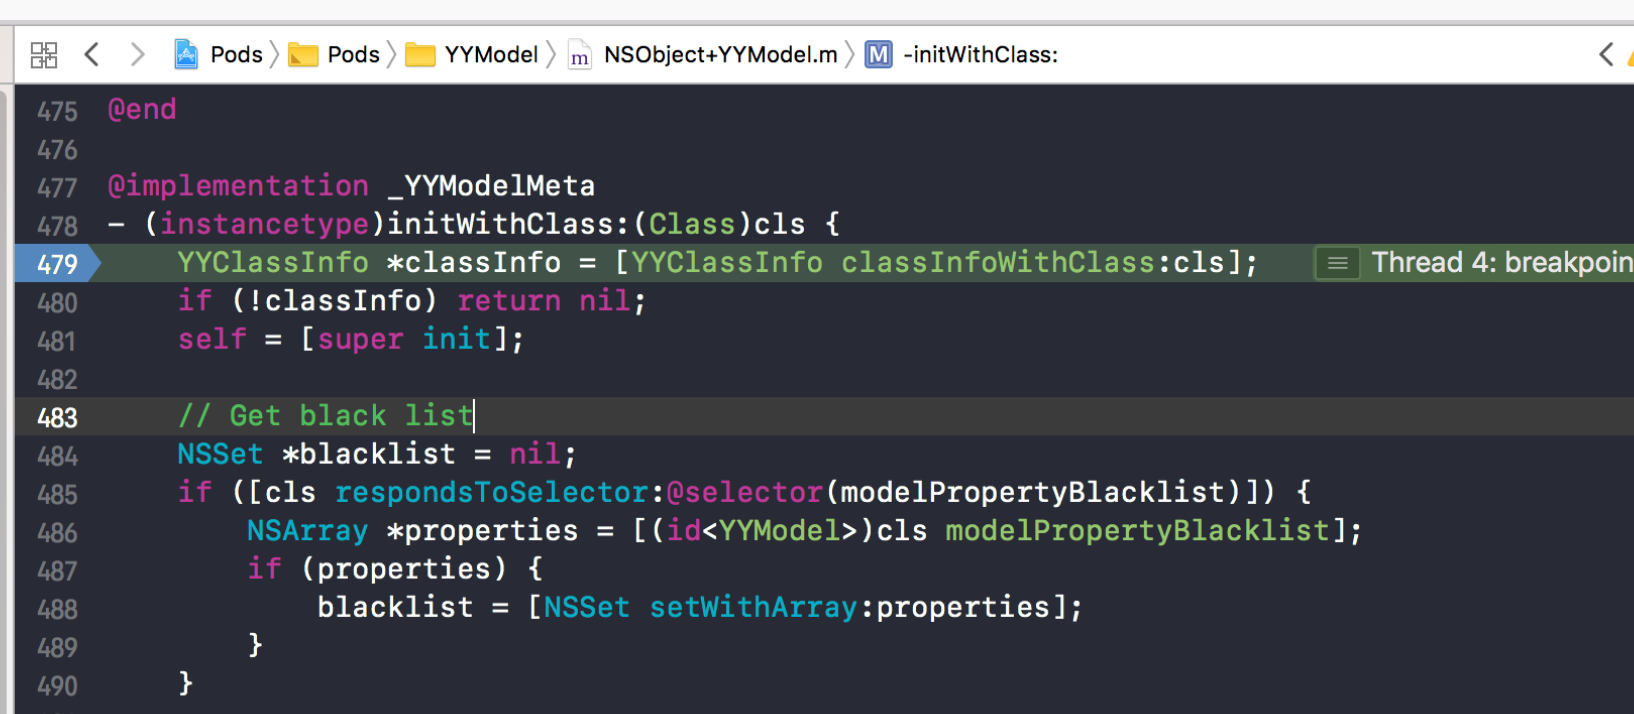 Pods 〉 Pods 〉 YYModel 〉 m NSObject+YYModel.m 〉 M -initWithClass:
475 @end
476
477 @implementation _YYModelMeta
478 - (instancetype)initWithClass:(Class)cls {
479     YYClassInfo *classInfo = [YYClassInfo classInfoWithClass:cls]; Thread 4: breakpoin
480     if (!classInfo) return nil;
481     self = [super init];
482
483     // Get black list
484     NSSet *blacklist = nil;
485     if ([cls respondsToSelector:@selector(modelPropertyBlacklist)]) {
486         NSArray *properties = [(id<YYModel>)cls modelPropertyBlacklist];
487         if (properties) {
488             blacklist = [NSSet setWithArray:properties];
489         }
490     }